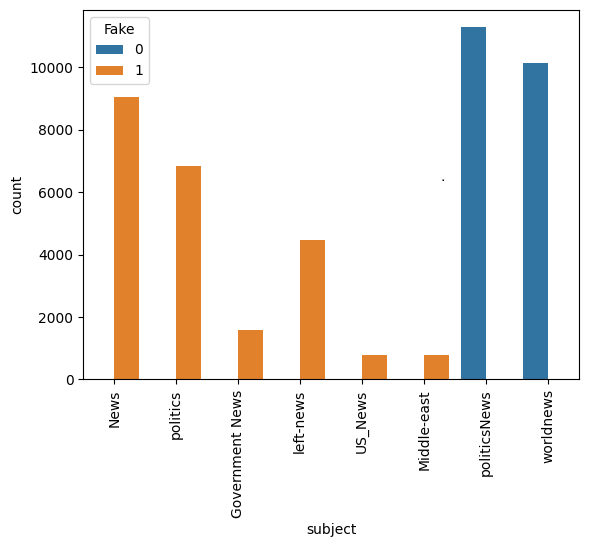 Fake
0
1
10000
8000
6000
4000
2000
0
count
News
politics
Government News
left-news
US_News
Middle-east
politicsNews
worldnews
subject
.